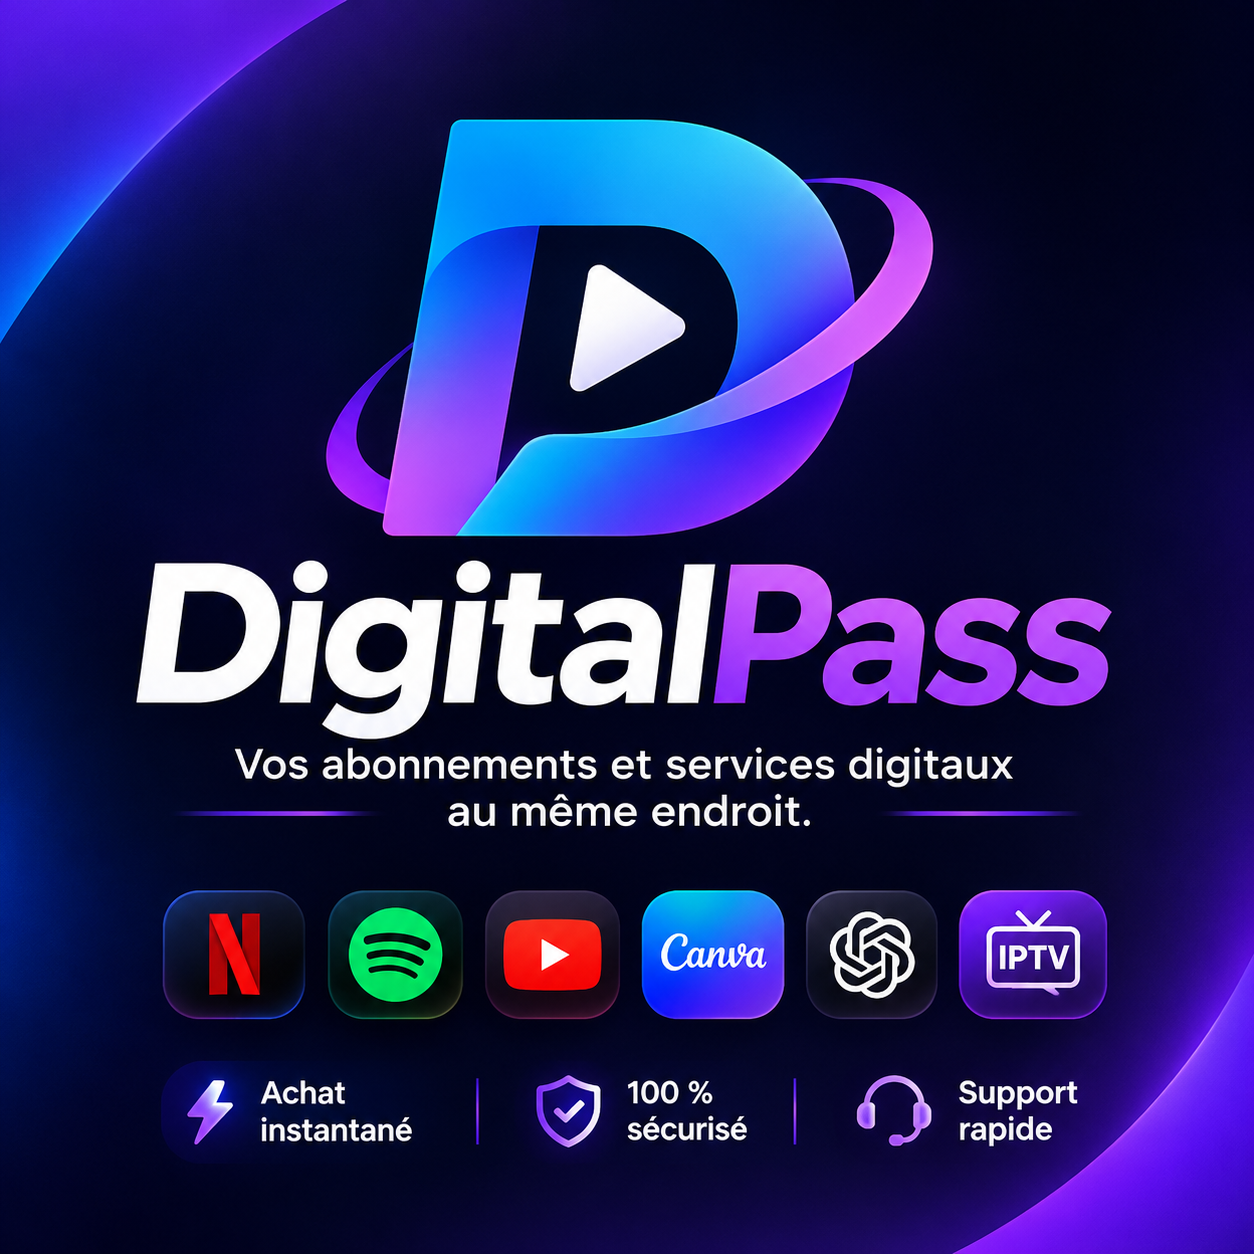 DigitalPass
Vos abonnements et services digitaux
au même endroit.
Canva
IPTV
Achat
instantané
100 %
sécurisé
Support
rapide